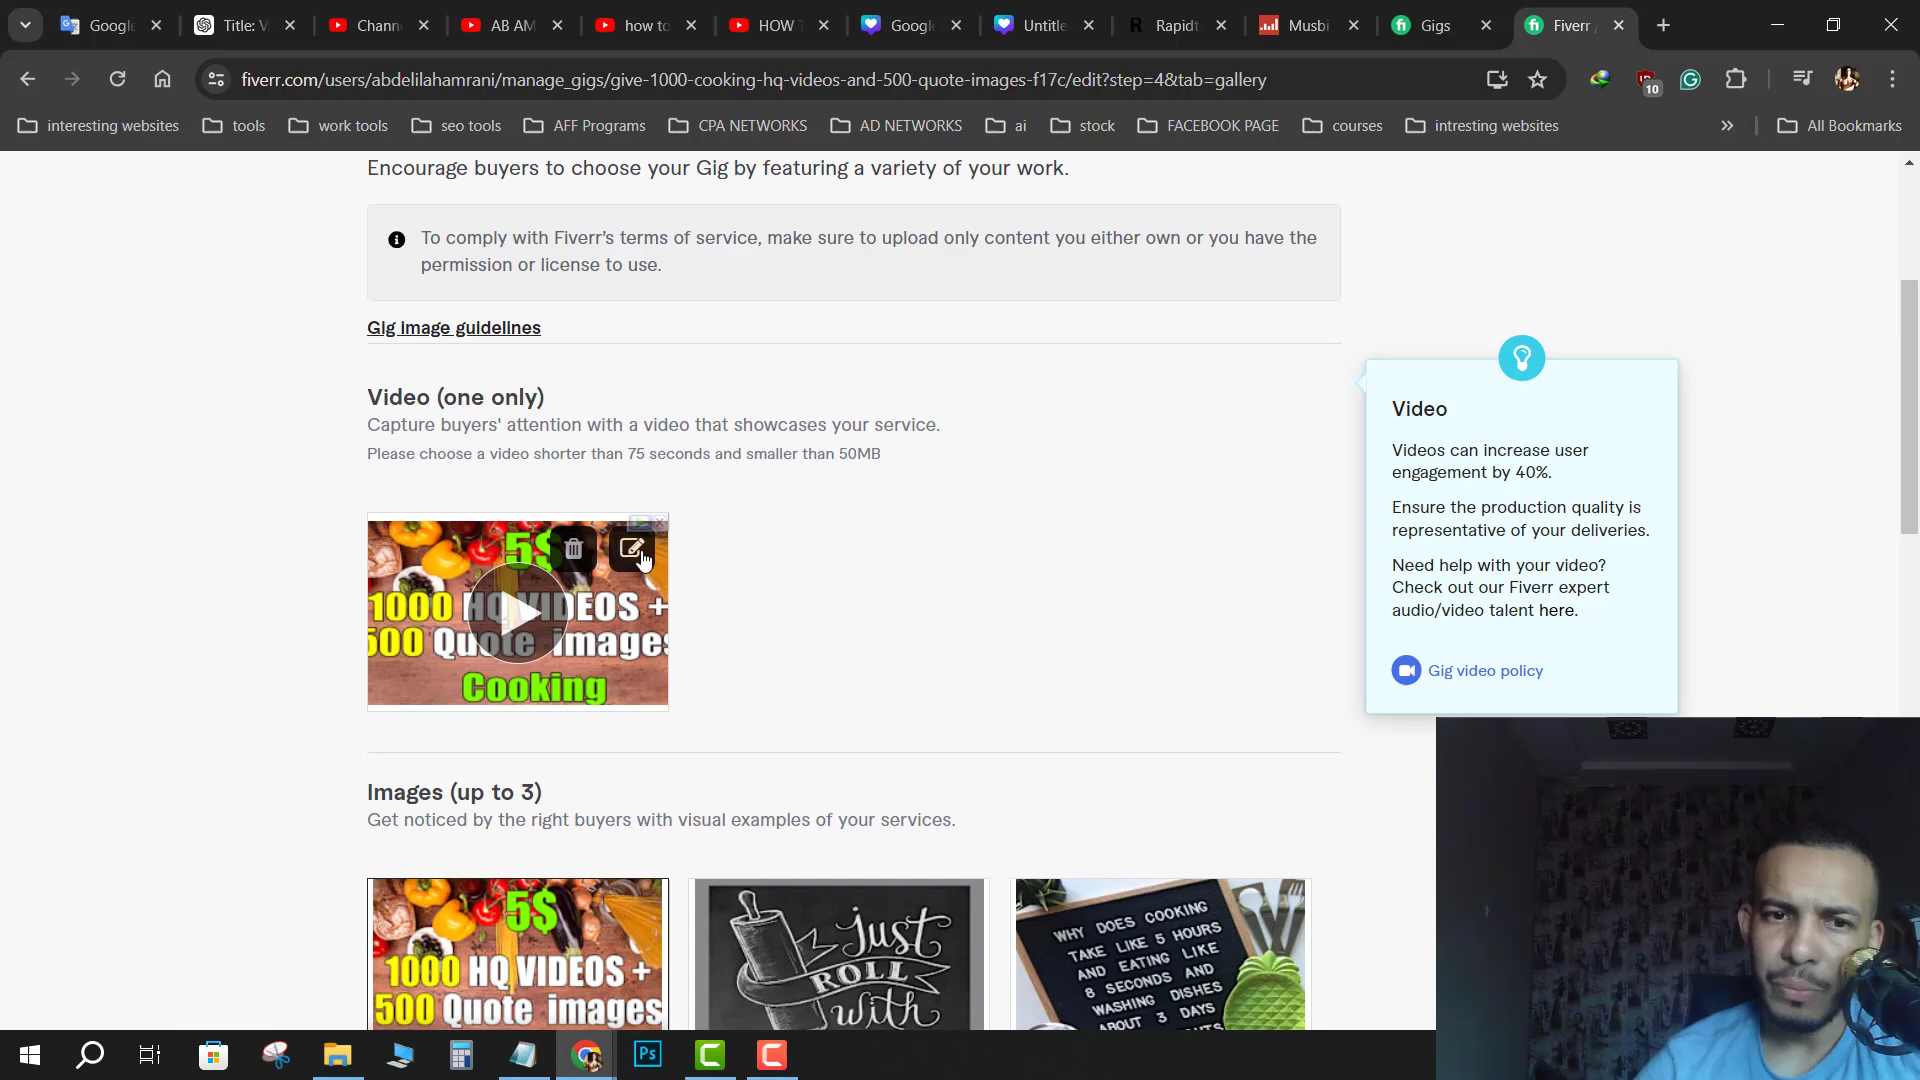 Google
Title: V
Chann
AB AM
how to
HOW T
Google
Untitle
Rapidt
Musbi
Gigs
Fiverr /
fiverr.com/users/abdelilahamrani/manage_gigs/give-1000-cooking-hq-videos-and-500-quote-images-f17c/edit?step=4&tab=gallery
10
interesting websites
tools
work tools
seo tools
AFF Programs
CPA NETWORKS
AD NETWORKS
ai
stock
FACEBOOK PAGE
courses
intresting websites
All Bookmarks
Encourage buyers to choose your Gig by featuring a variety of your work.
To comply with Fiverr’s terms of service, make sure to upload only content you either own or you have the
permission or license to use.
Gig image guidelines
Video (one only)
Capture buyers' attention with a video that showcases your service.
Please choose a video shorter than 75 seconds and smaller than 50MB
5$
1000 HQ VIDEOS +
500 Quote images
Cooking
Video
Videos can increase user
engagement by 40%.
Ensure the production quality is
representative of your deliveries.
Need help with your video?
Check out our Fiverr expert
audio/video talent here.
Gig video policy
Images (up to 3)
Get noticed by the right buyers with visual examples of your services.
5$
1000 HQ VIDEOS +
500 Quote images
Just
ROLL
with
WHY DOES COOKING
TAKE LIKE 5 HOURS
AND EATING LIKE
8 SECONDS AND
WASHING DISHES
ABOUT 3 DAYS
Ps